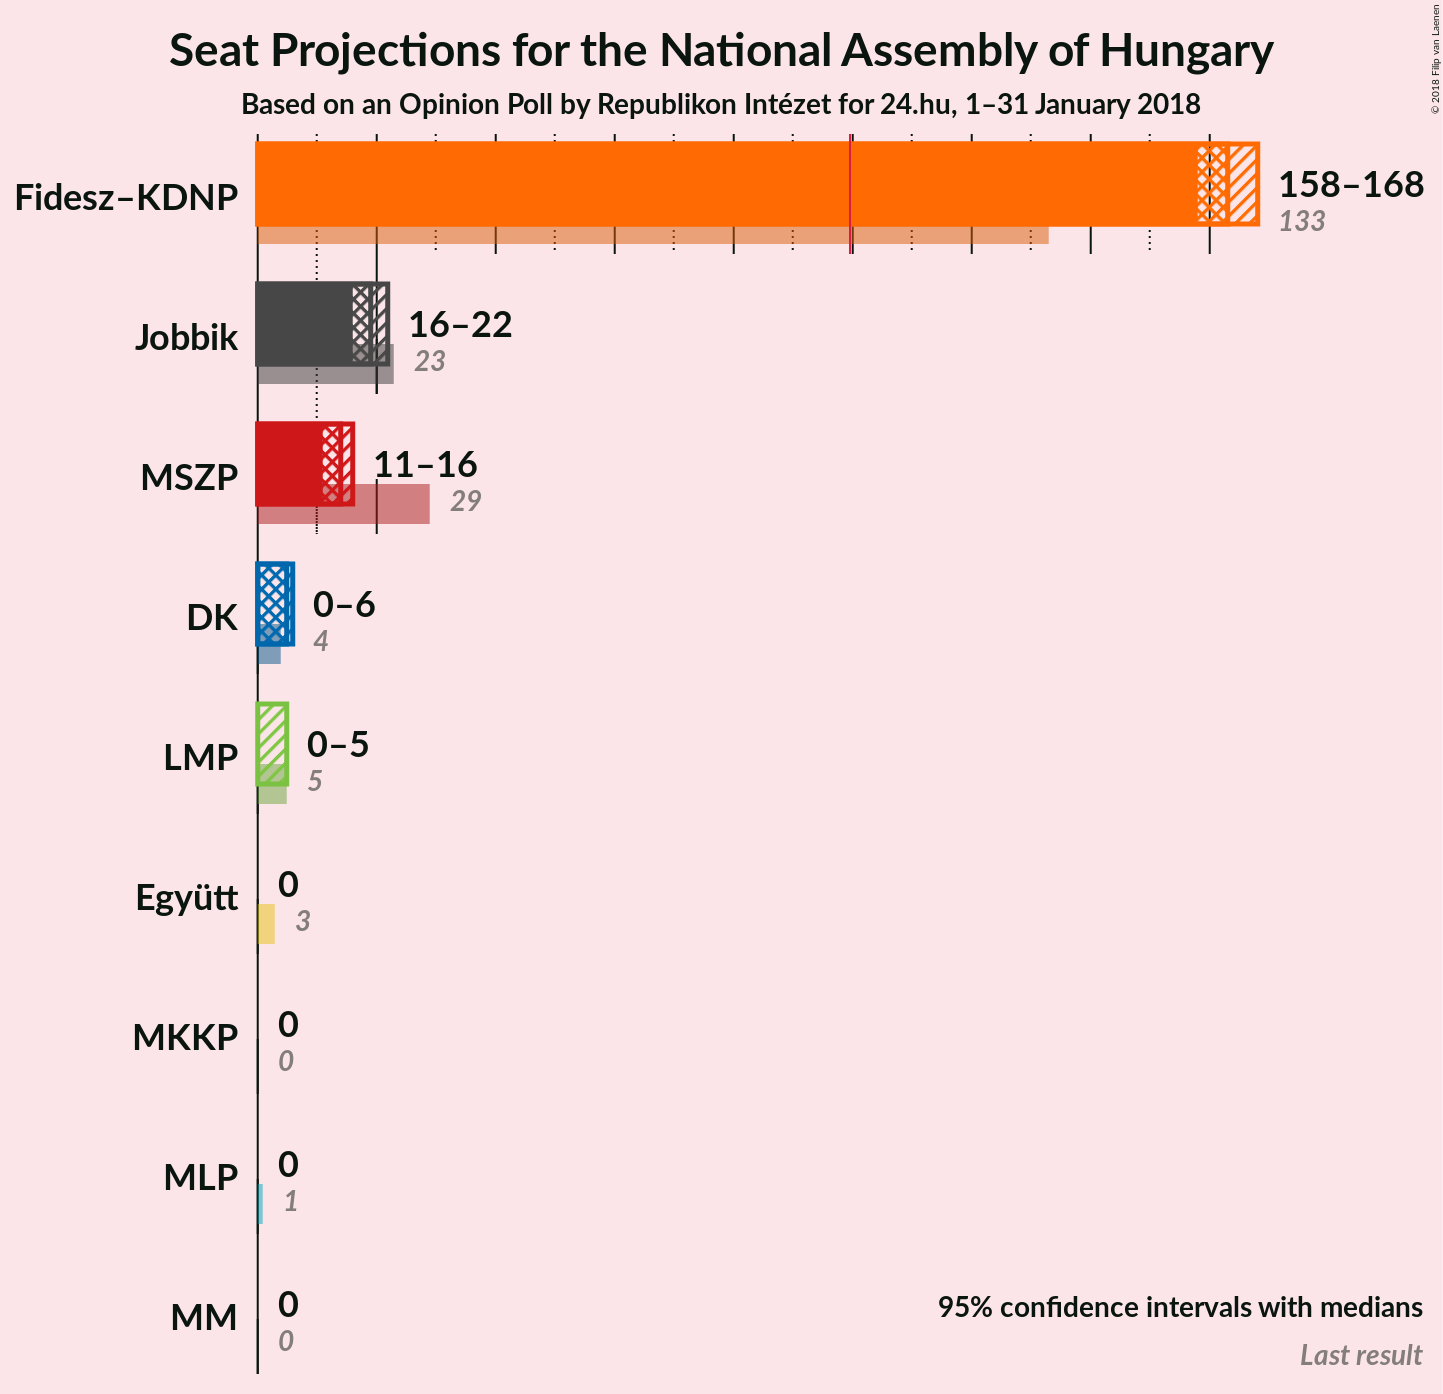 Seat Projections for the National Assembly of Hungary
Based on an Opinion Poll by Republikon Intézet for 24.hu, 1–31 January 2018
© 2018 Filip van Laenen
Fidesz–KDNP
158–168
133
Jobbik
16–22
23
MSZP
11–16
29
DK
0–6
4
LMP
0–5
5
Együtt
0
3
MKKP
0
0
MLP
0
1
MM
0
0
95% confidence intervals with medians
Last result